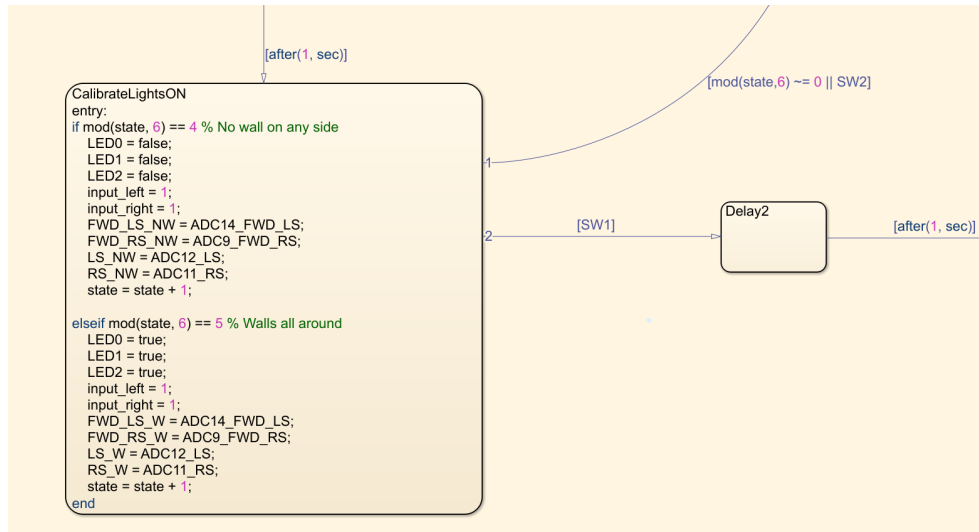 [after(1, sec)]
[mod(state,6) ~= 0 || SW2]
CalibrateLightsON
entry:
if mod(state, 6) == 4 % No wall on any side
LED0 = false;
LED1 = false;
LED2 = false;
input_left = 1;
input_right = 1;
FWD_LS_NW = ADC14_FWD_LS;
FWD_RS_NW = ADC9_FWD_RS;
LS_NW = ADC12_LS;
RS_NW = ADC11_RS;
state = state + 1;
elseif mod(state, 6) == 5 % Walls all around
LED0 = true;
LED1 = true;
LED2 = true;
input_left = 1;
input_right = 1;
FWD_LS_W = ADC14_FWD_LS;
FWD_RS_W = ADC9_FWD_RS;
LS_W = ADC12_LS;
RS_W = ADC11_RS;
state = state + 1;
end
1
2
[SW1]
Delay2
[after(1, sec)]